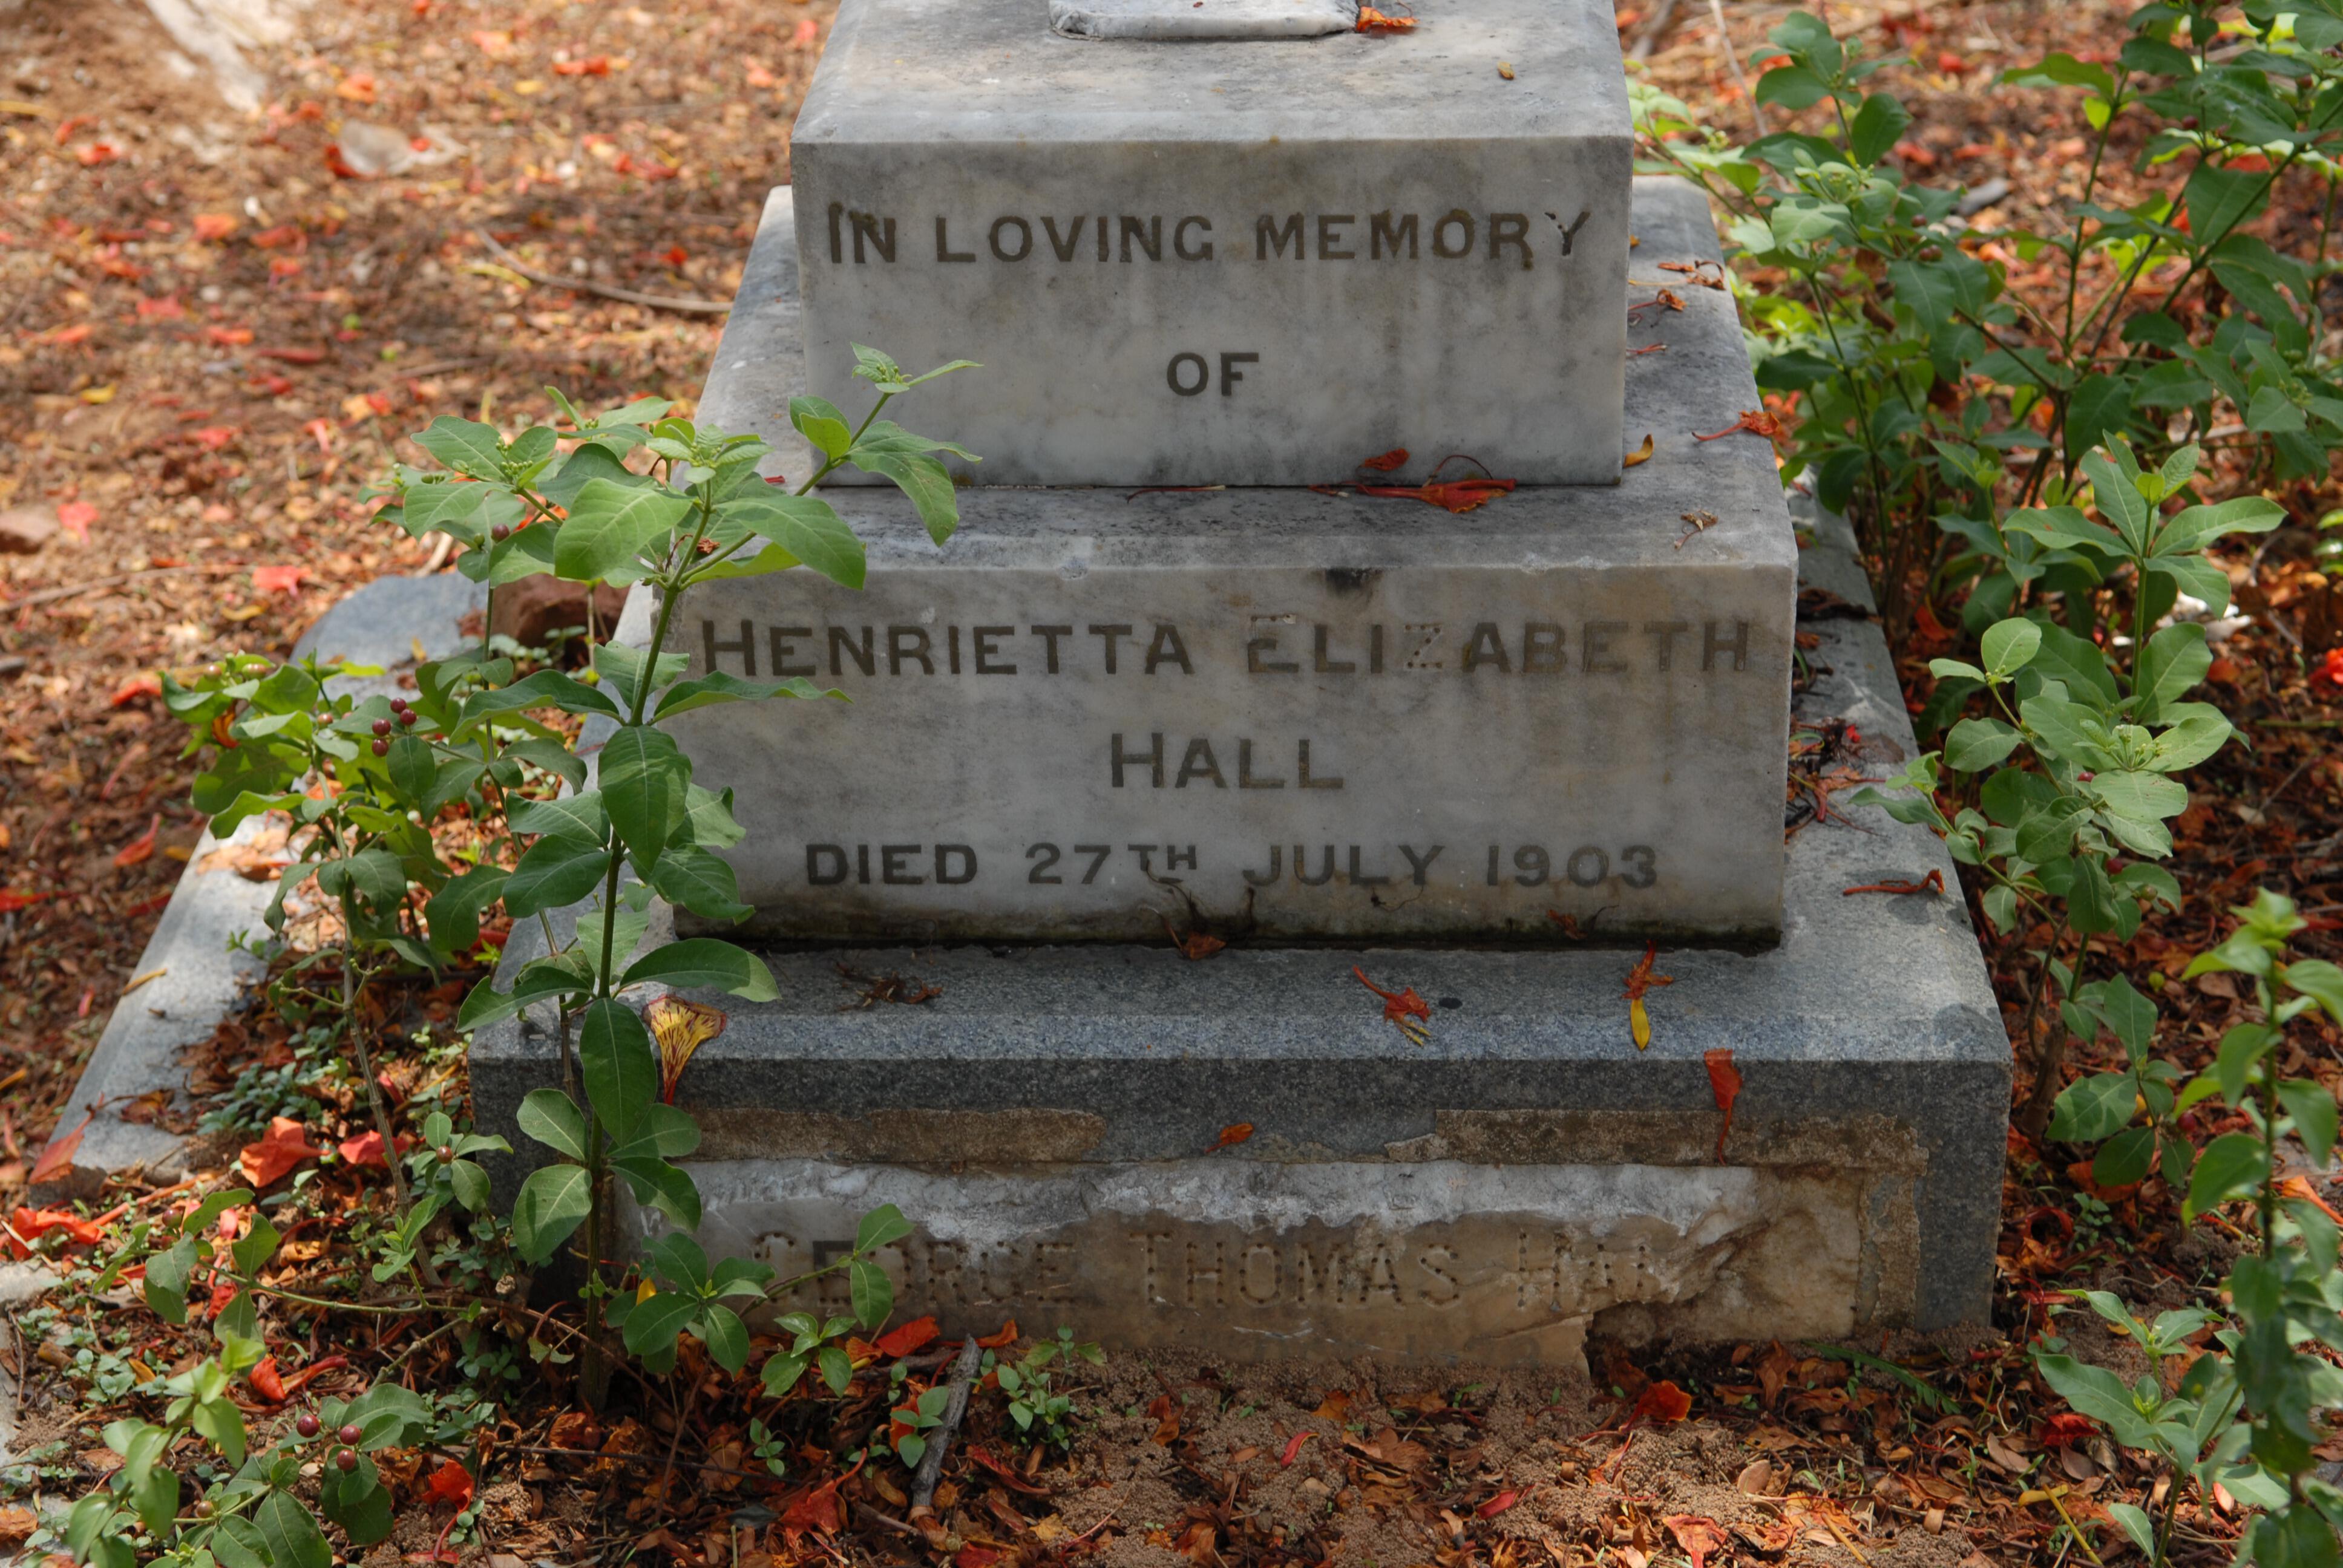 IN LOVING MEMORY
OF
HENRIETTA ELIZABETH
HALL
DIED 27TH JULY 1903
GEORGE THOMAS